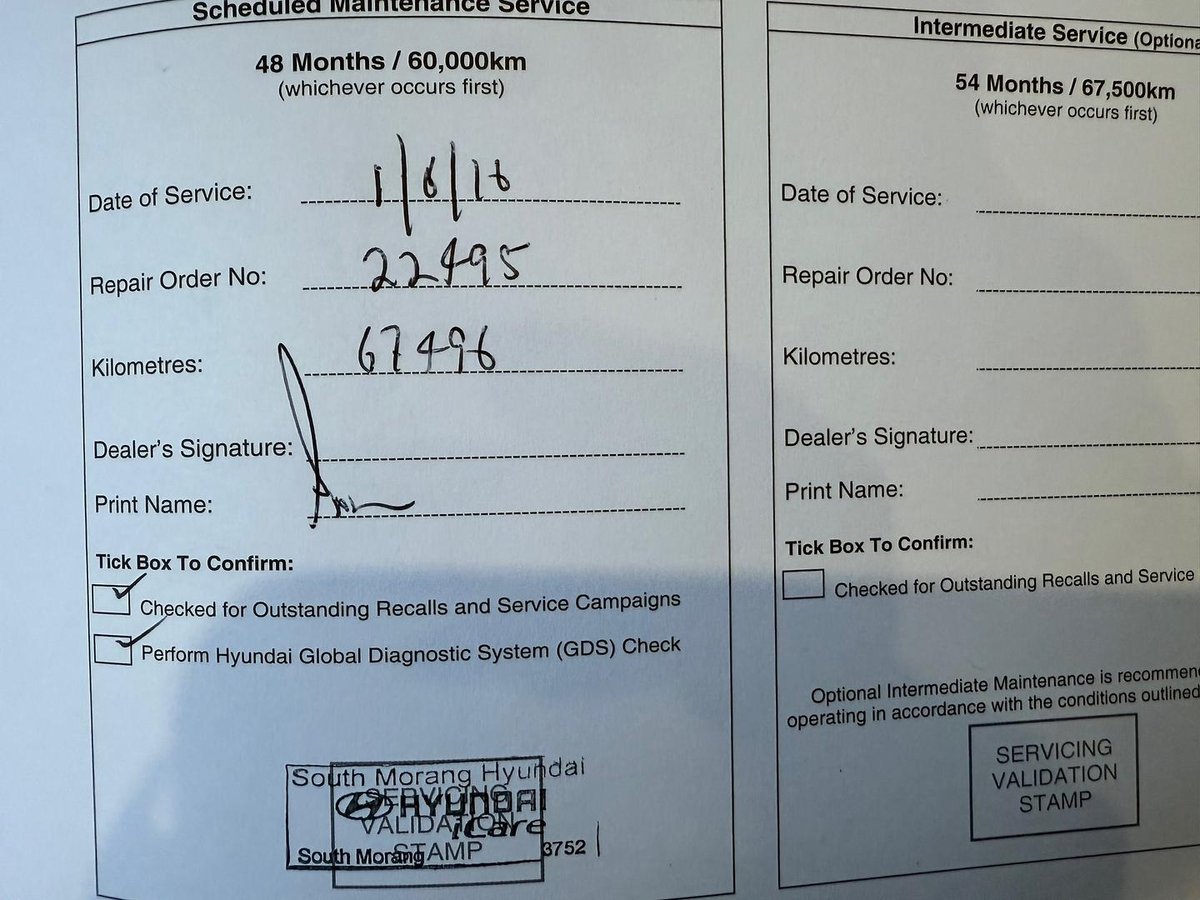 Scheduled Maintenance Service
48 Months / 60,000km
(whichever occurs first)
Date of Service: 1/6/16
Repair Order No: 22495
Kilometres: 67496
Dealer's Signature:
Print Name:
Tick Box To Confirm:
Checked for Outstanding Recalls and Service Campaigns
Perform Hyundai Global Diagnostic System (GDS) Check
South Morang Hyundai
HYUNDAI
iCare
South Morang 3752
SERVICING
VALIDATION
STAMP
Intermediate Service (Optiona
54 Months / 67,500km
(whichever occurs first)
Date of Service:
Repair Order No:
Kilometres:
Dealer's Signature:
Print Name:
Tick Box To Confirm:
Checked for Outstanding Recalls and Service
Optional Intermediate Maintenance is recommen
operating in accordance with the conditions outlined
SERVICING
VALIDATION
STAMP